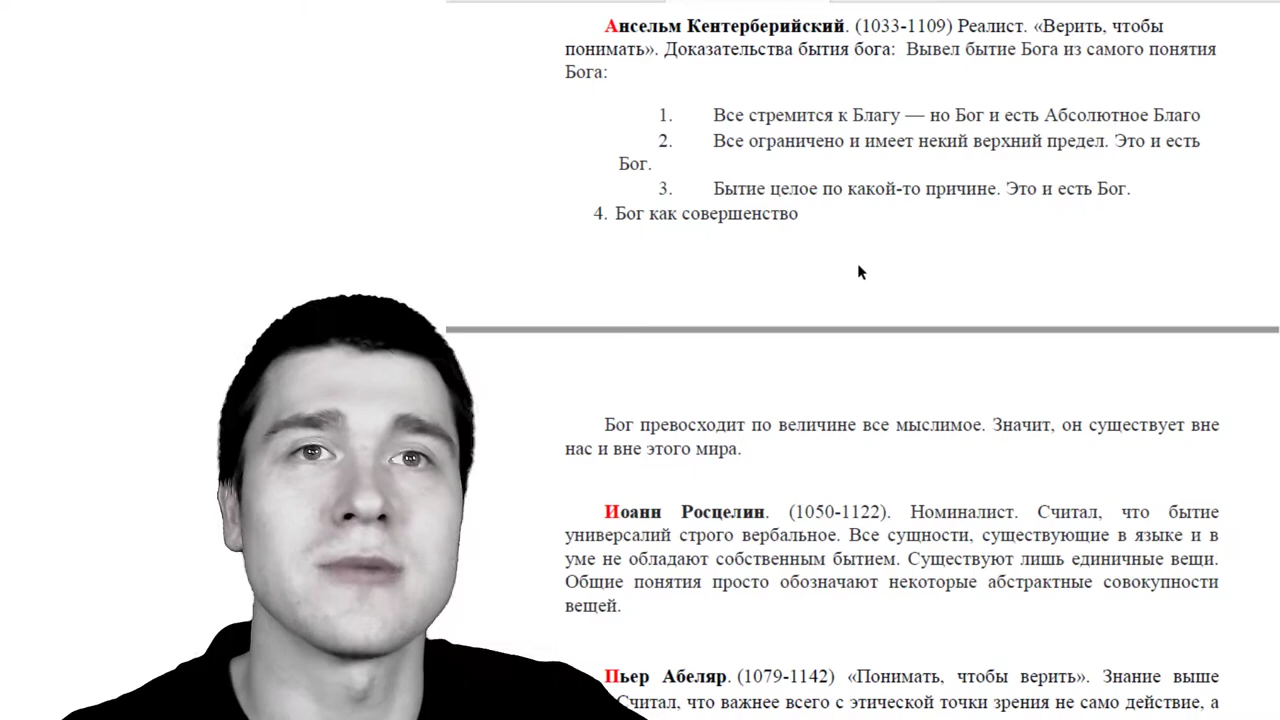 Ансельм Кентерберийский. (1033-1109) Реалист. «Верить, чтобы
понимать». Доказательства бытия бога:  Вывел бытие Бога из самого понятия
Бога:
1. Все стремится к Благу — но Бог и есть Абсолютное Благо
2. Все ограничено и имеет некий верхний предел. Это и есть
Бог.
3. Бытие целое по какой-то причине. Это и есть Бог.
4. Бог как совершенство
Бог превосходит по величине все мыслимое. Значит, он существует вне
нас и вне этого мира.
Иоанн Росцелин. (1050-1122). Номиналист. Считал, что бытие
универсалий строго вербальное. Все сущности, существующие в языке и в
уме не обладают собственным бытием. Существуют лишь единичные вещи.
Общие понятия просто обозначают некоторые абстрактные совокупности
вещей.
Пьер Абеляр. (1079-1142) «Понимать, чтобы верить». Знание выше
Считал, что важнее всего с этической точки зрения не само действие, а